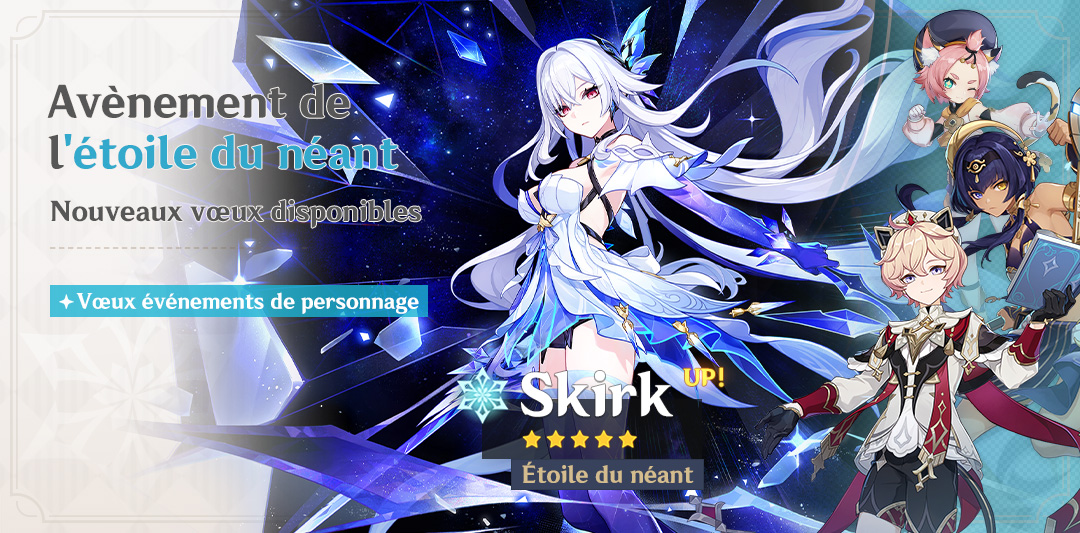 Avènement de
l'étoile du néant
Nouveaux vœux disponibles
Vœux événements de personnage
Skirk UP!
Étoile du néant